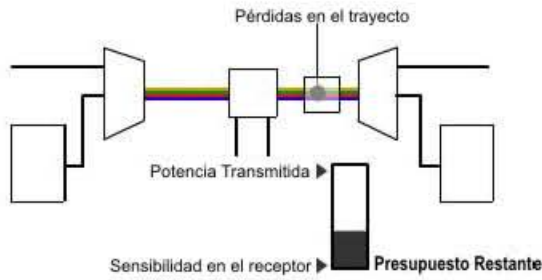 Pérdidas en el trayecto
Potencia Transmitida
Sensibilidad en el receptor
Presupuesto Restante